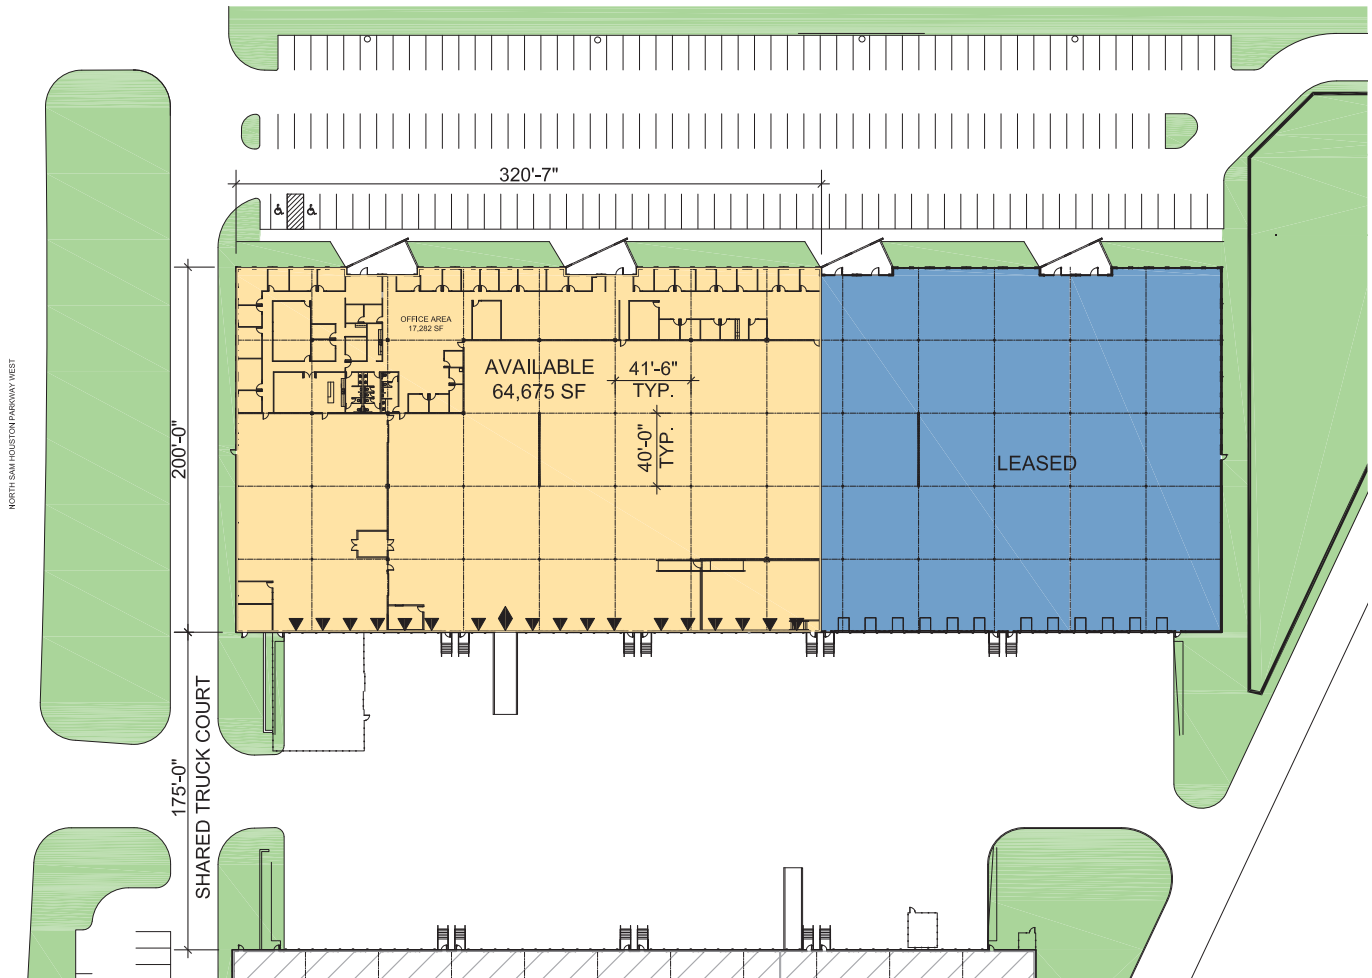 320'-7"
OFFICE AREA
17,282 SF
AVAILABLE
64,675 SF
41'-6"
TYP.
40'-0"
TYP.
LEASED
200'-0"
NORTH SAM HOUSTON PARKWAY WEST
175'-0"
SHARED TRUCK COURT